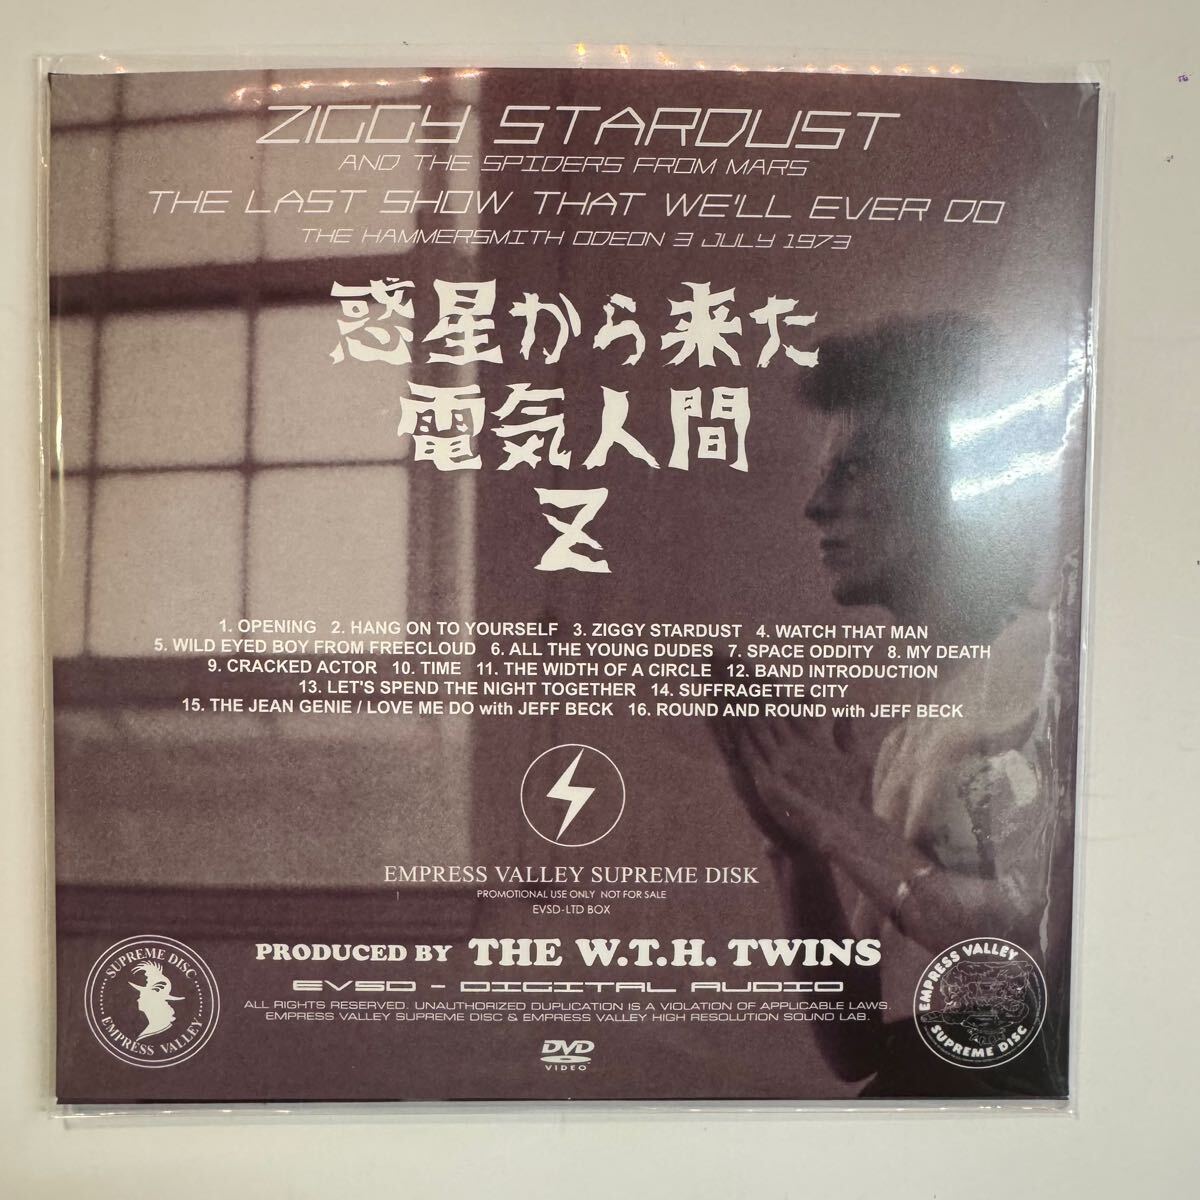 ZIGGY STARDUST
AND THE SPIDERS FROM MARS
THE LAST SHOW THAT WE'LL EVER DO
THE HAMMERSMITH ODEON 3 JULY 1973
惑星から来た
電気人間
Z
1. OPENING 2. HANG ON TO YOURSELF 3. ZIGGY STARDUST 4. WATCH THAT MAN
5. WILD EYED BOY FROM FREECLOUD 6. ALL THE YOUNG DUDES 7. SPACE ODDITY 8. MY DEATH
9. CRACKED ACTOR 10. TIME 11. THE WIDTH OF A CIRCLE 12. BAND INTRODUCTION
13. LET'S SPEND THE NIGHT TOGETHER 14. SUFFRAGETTE CITY
15. THE JEAN GENIE / LOVE ME DO with JEFF BECK 16. ROUND AND ROUND with JEFF BECK
EMPRESS VALLEY SUPREME DISK
PROMOTIONAL USE ONLY NOT FOR SALE
EVSD-LTD BOX
PRODUCED BY THE W.T.H. TWINS
EVSD - DIGITAL AUDIO
ALL RIGHTS RESERVED. UNAUTHORIZED DUPLICATION IS A VIOLATION OF APPLICABLE LAWS.
EMPRESS VALLEY SUPREME DISC & EMPRESS VALLEY HIGH RESOLUTION SOUND LAB.
SUPREME DISC
EMPRESS VALLEY
EMPRESS VALLEY
SUPREME DISC
DVD
VIDEO